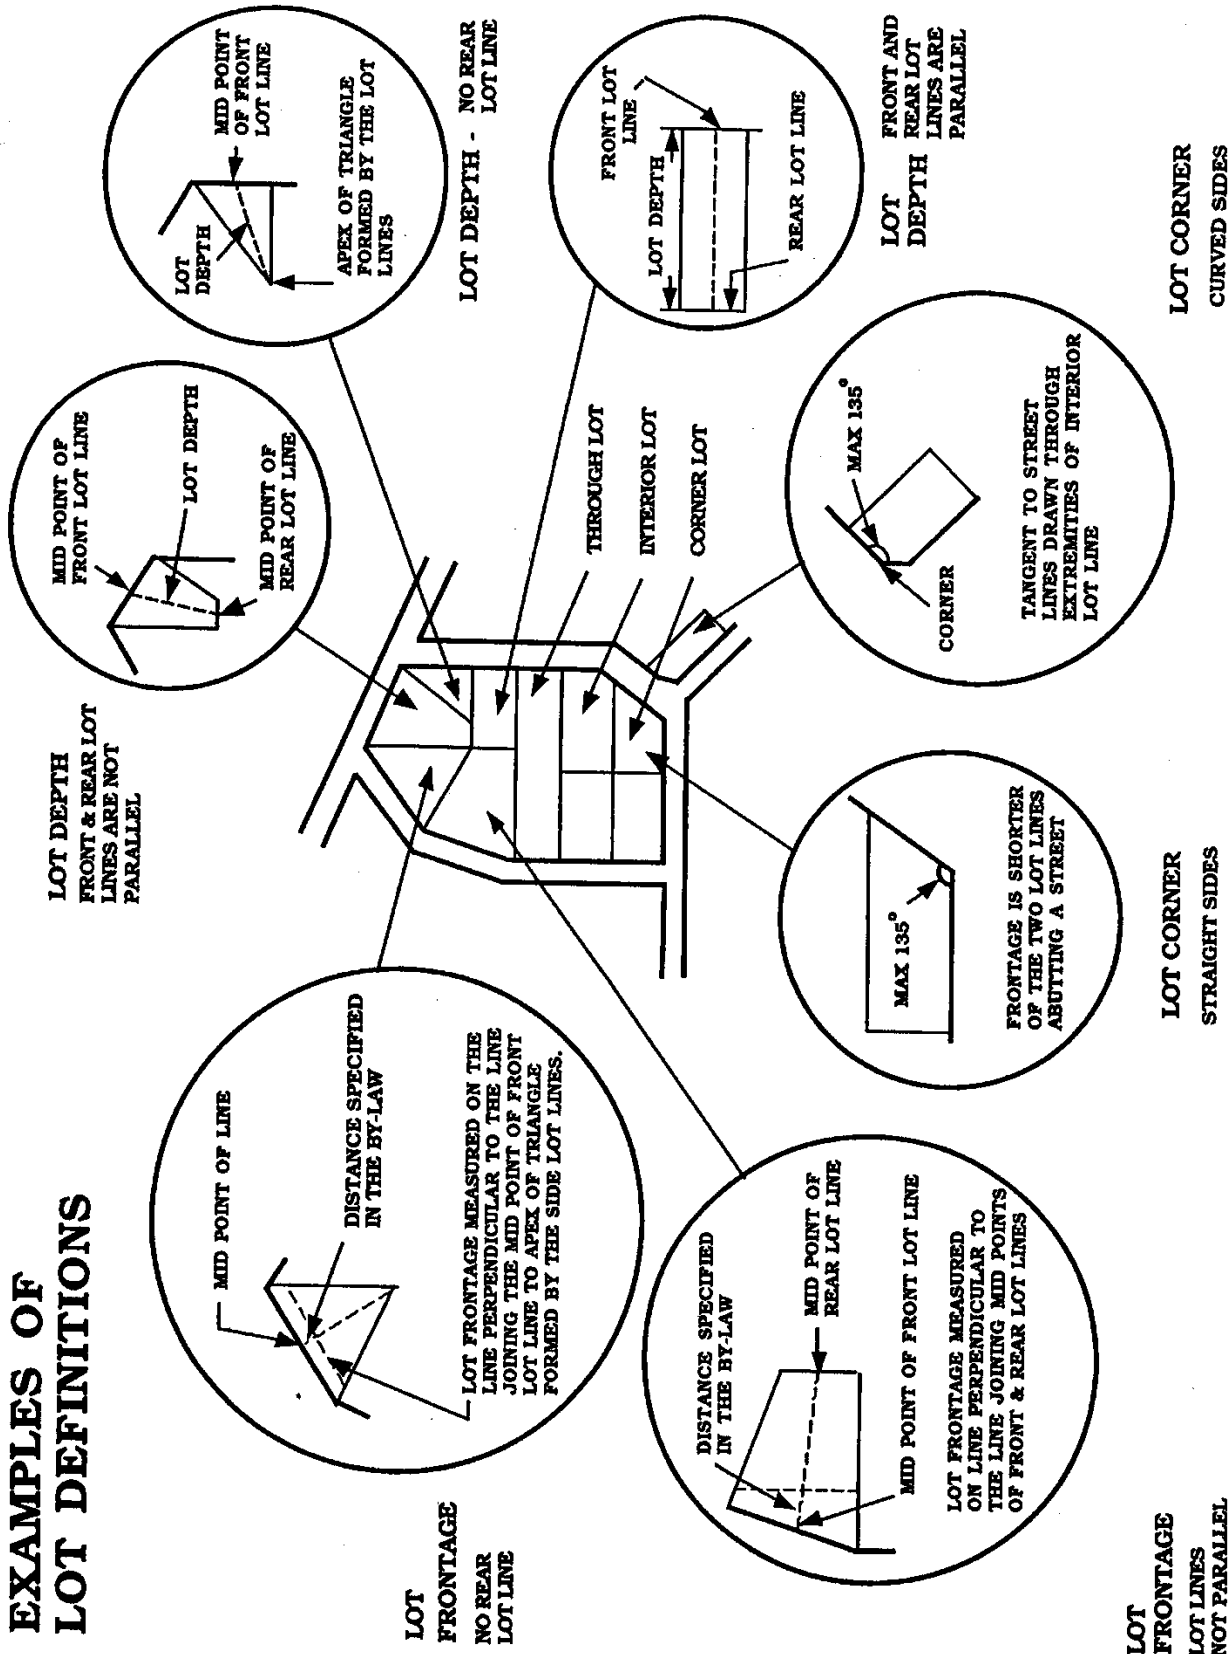 EXAMPLES OF
LOT DEFINITIONS
LOT DEPTH
FRONT & REAR LOT
LINES ARE NOT
PARALLEL
MID POINT OF
FRONT LOT LINE
LOT DEPTH
MID POINT OF
REAR LOT LINE
MID POINT
OF FRONT
LOT LINE
LOT
DEPTH
APEX OF TRIANGLE
FORMED BY THE LOT
LINES
LOT DEPTH - NO REAR
LOT LINE
LOT
FRONTAGE
NO REAR
LOT LINE
MID POINT OF LINE
DISTANCE SPECIFIED
IN THE BY-LAW
LOT FRONTAGE MEASURED ON THE
LINE PERPENDICULAR TO THE LINE
JOINING THE MID POINT OF FRONT
LOT LINE TO APEX OF TRIANGLE
FORMED BY THE SIDE LOT LINES.
THROUGH LOT
INTERIOR LOT
CORNER LOT
FRONT LOT
LINE
LOT DEPTH
REAR LOT LINE
LOT
DEPTH
FRONT AND
REAR LOT
LINES ARE
PARALLEL
LOT
FRONTAGE
LOT LINES
NOT PARALLEL
DISTANCE SPECIFIED
IN THE BY-LAW
MID POINT OF
REAR LOT LINE
MID POINT OF FRONT LOT LINE
LOT FRONTAGE MEASURED
ON LINE PERPENDICULAR TO
THE LINE JOINING MID POINTS
OF FRONT & REAR LOT LINES
MAX 135°
FRONTAGE IS SHORTER
OF THE TWO LOT LINES
ABUTTING A STREET
LOT CORNER
STRAIGHT SIDES
MAX 135°
CORNER
TANGENT TO STREET
LINES DRAWN THROUGH
EXTREMITIES OF INTERIOR
LOT LINE
LOT CORNER
CURVED SIDES